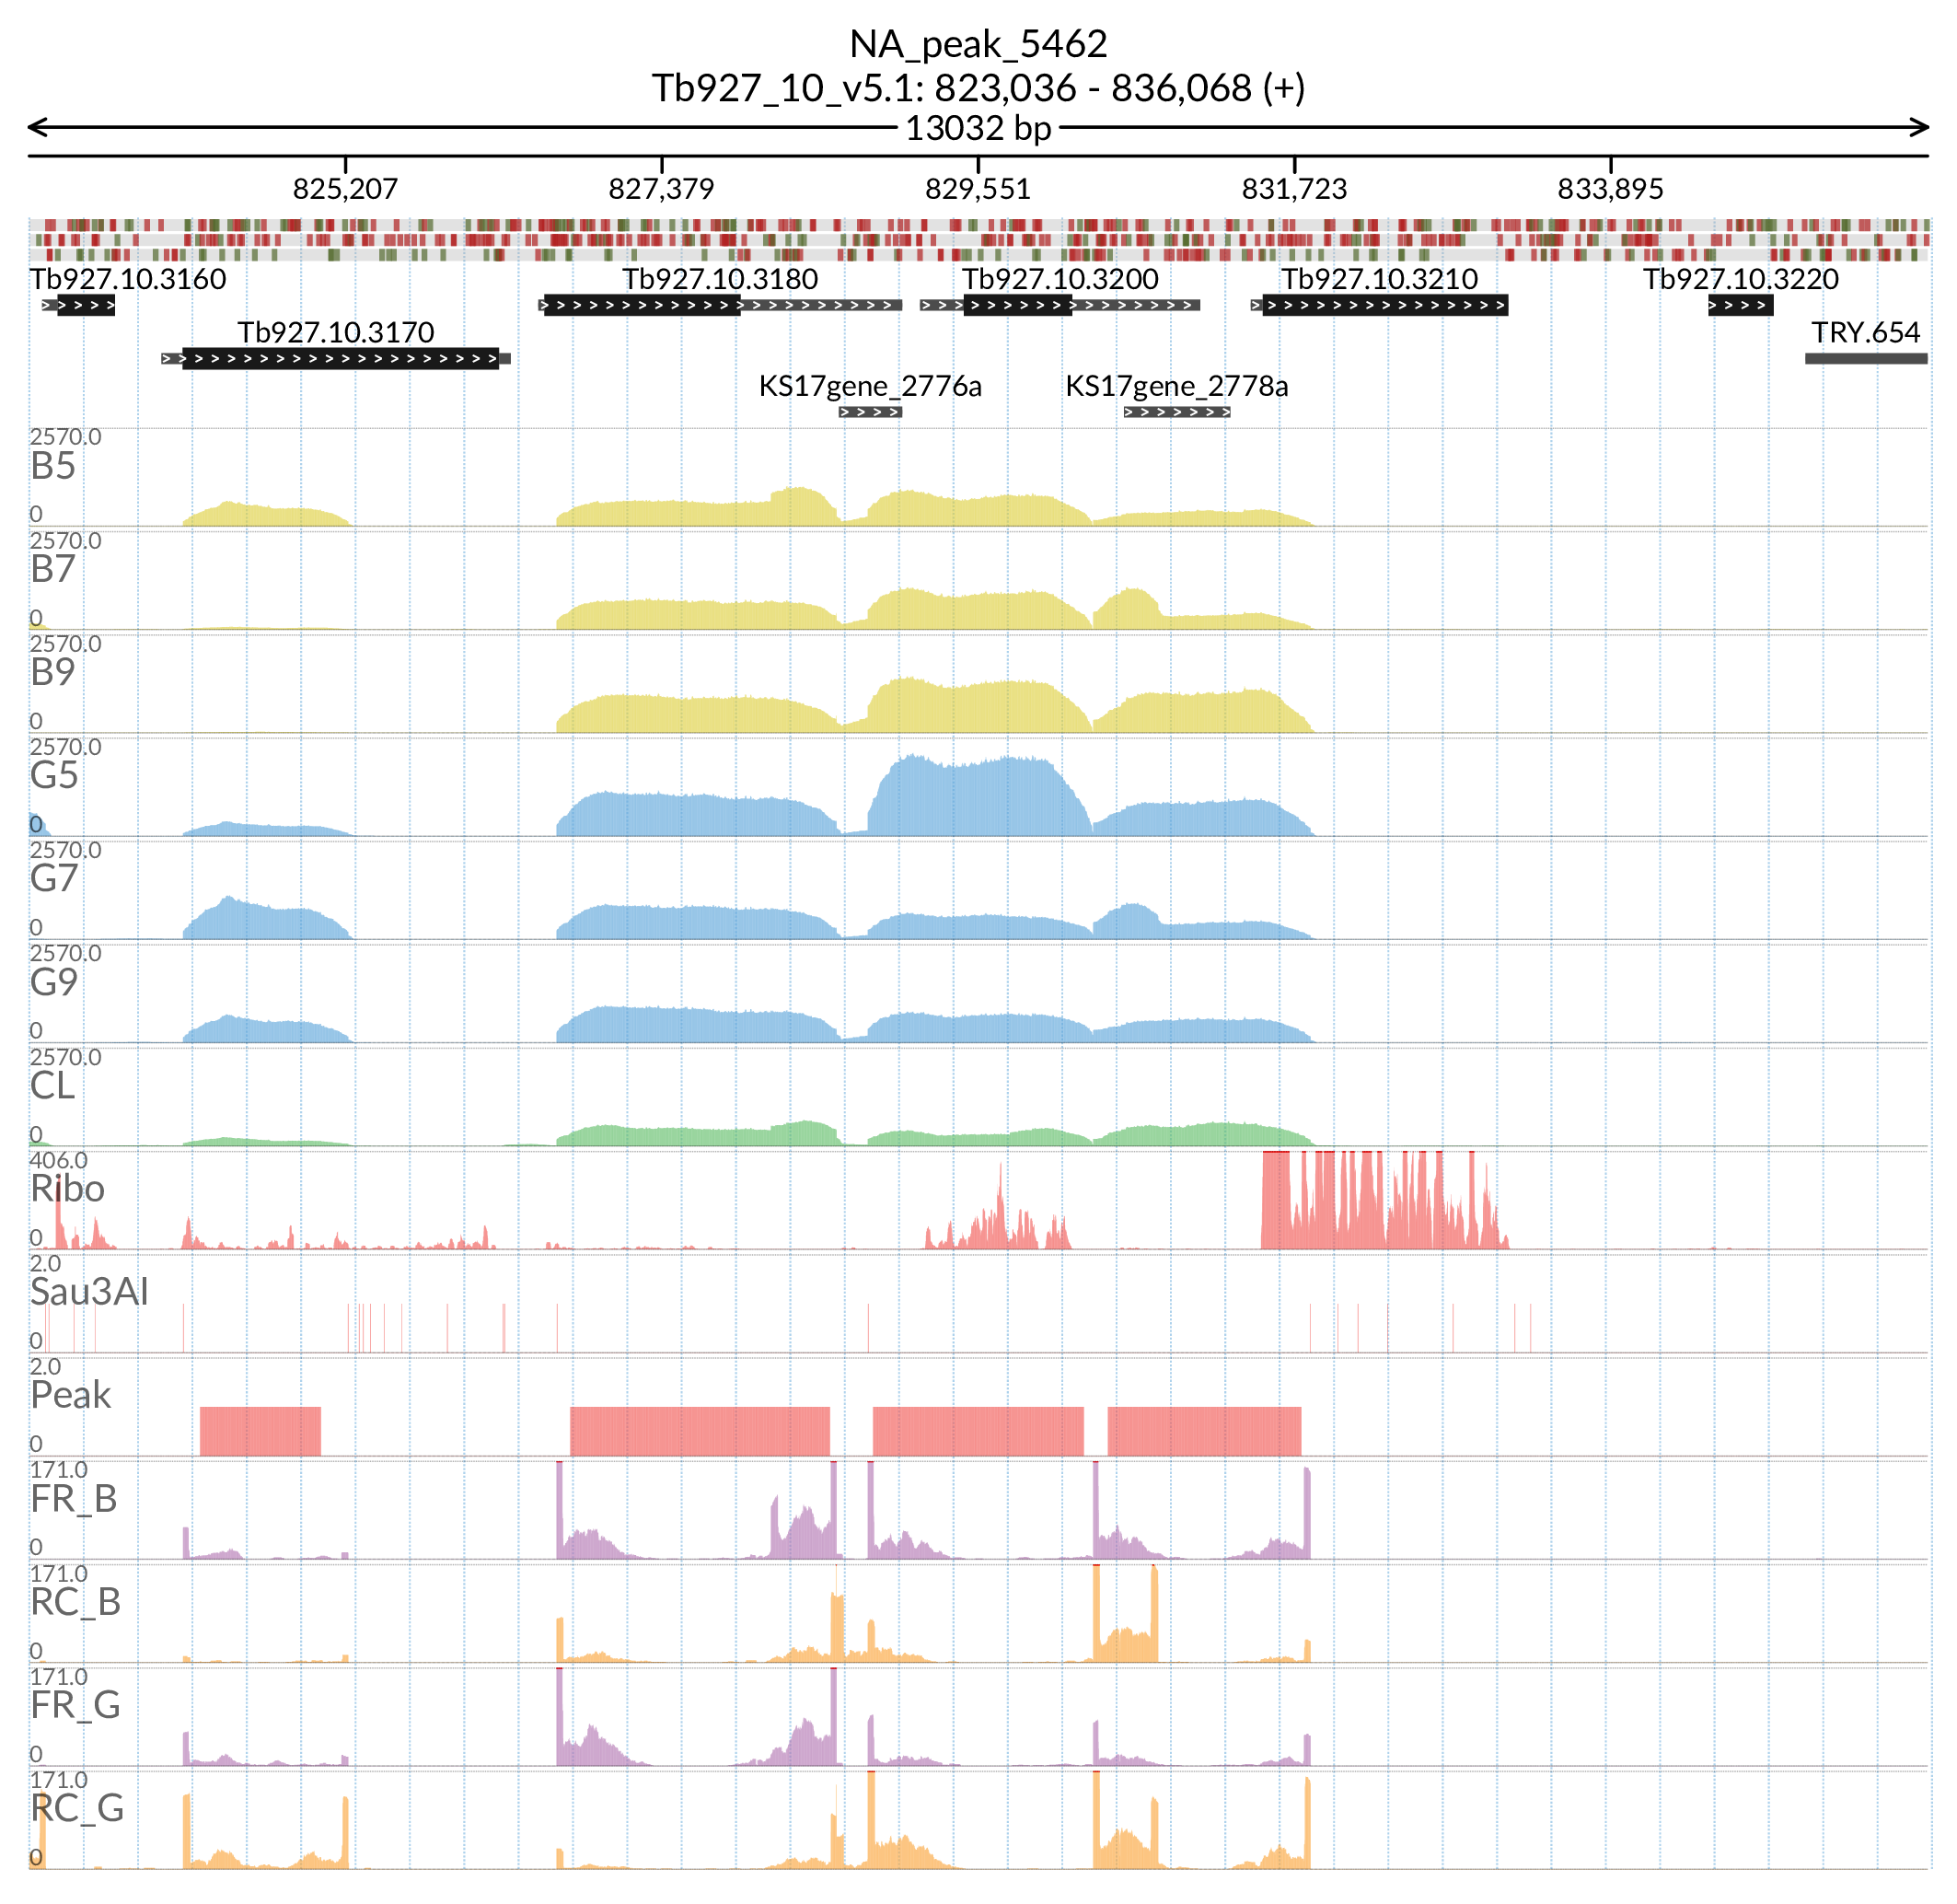 NA_peak_5462
Tb927_10_v5.1: 823,036 - 836,068 (+)
13032 bp
825,207 827,379 829,551 831,723 833,895
Tb927.10.3160 Tb927.10.3180 Tb927.10.3200 Tb927.10.3210 Tb927.10.3220
Tb927.10.3170 TRY.654
KS17gene_2776a KS17gene_2778a
2570.0
B5
0
2570.0
B7
0
2570.0
B9
0
2570.0
G5
0
2570.0
G7
0
2570.0
G9
0
2570.0
CL
0
406.0
Ribo
0
2.0
Sau3AI
0
2.0
Peak
0
171.0
FR_B
0
171.0
RC_B
0
171.0
FR_G
0
171.0
RC_G
0